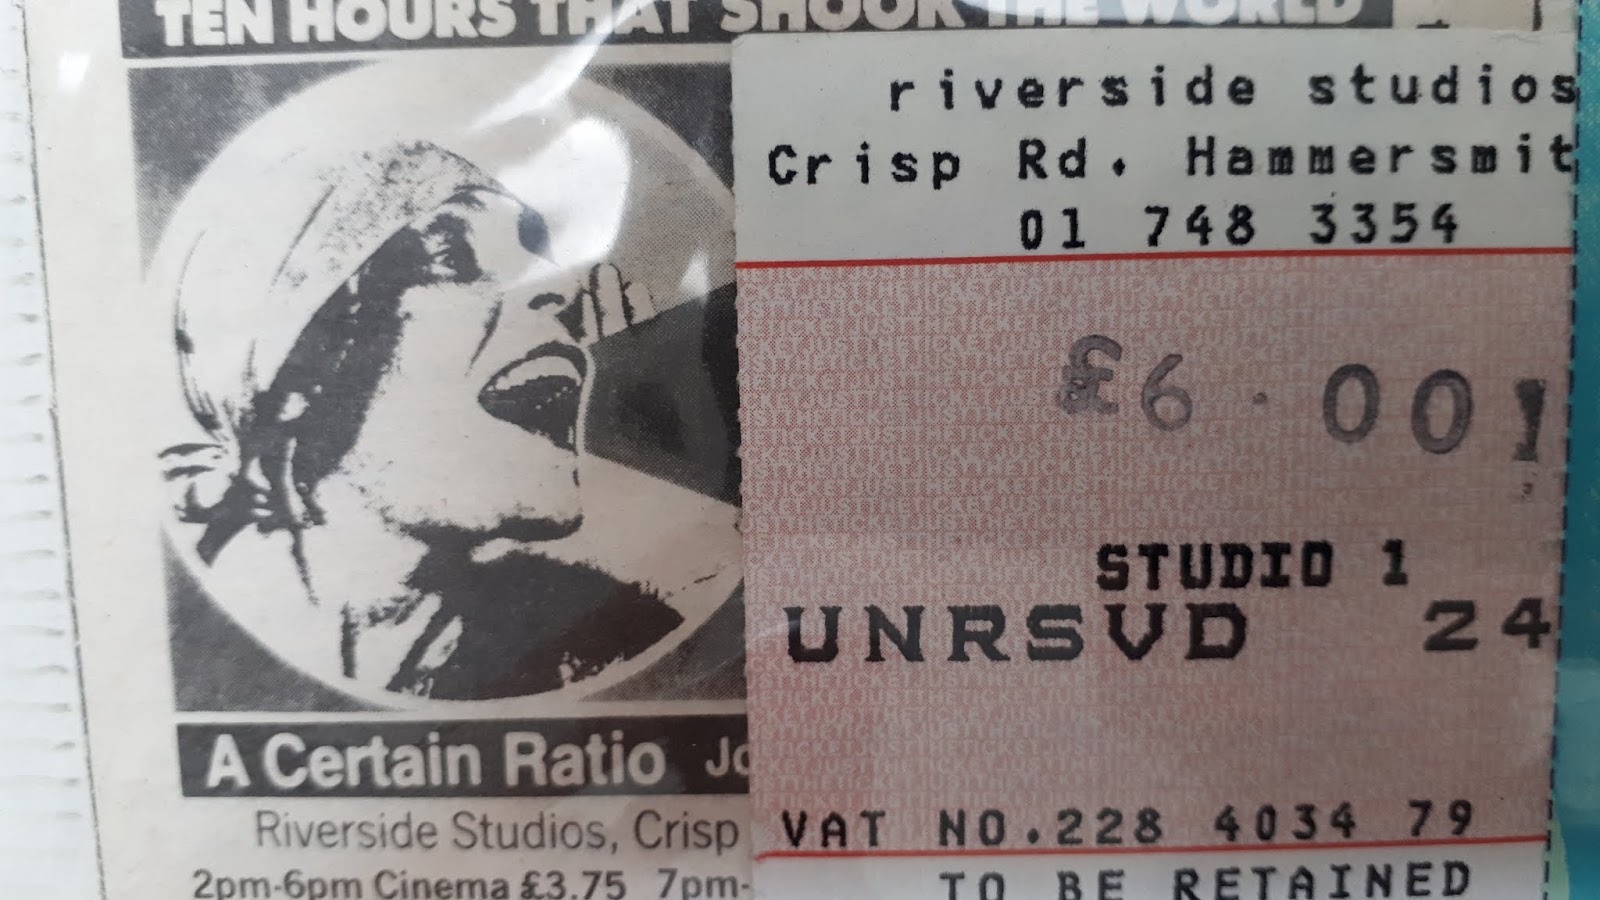 TEN HOURS THAT SHOOK THE WORLD
A Certain Ratio Jo
Riverside Studios, Crisp
2pm-6pm Cinema £3.75 7pm-
riverside studios
Crisp Rd. Hammersmit
01 748 3354
£6.00
STUDIO 1
UNRSVD 24
VAT NO.228 4034 79
TO BE RETAINED